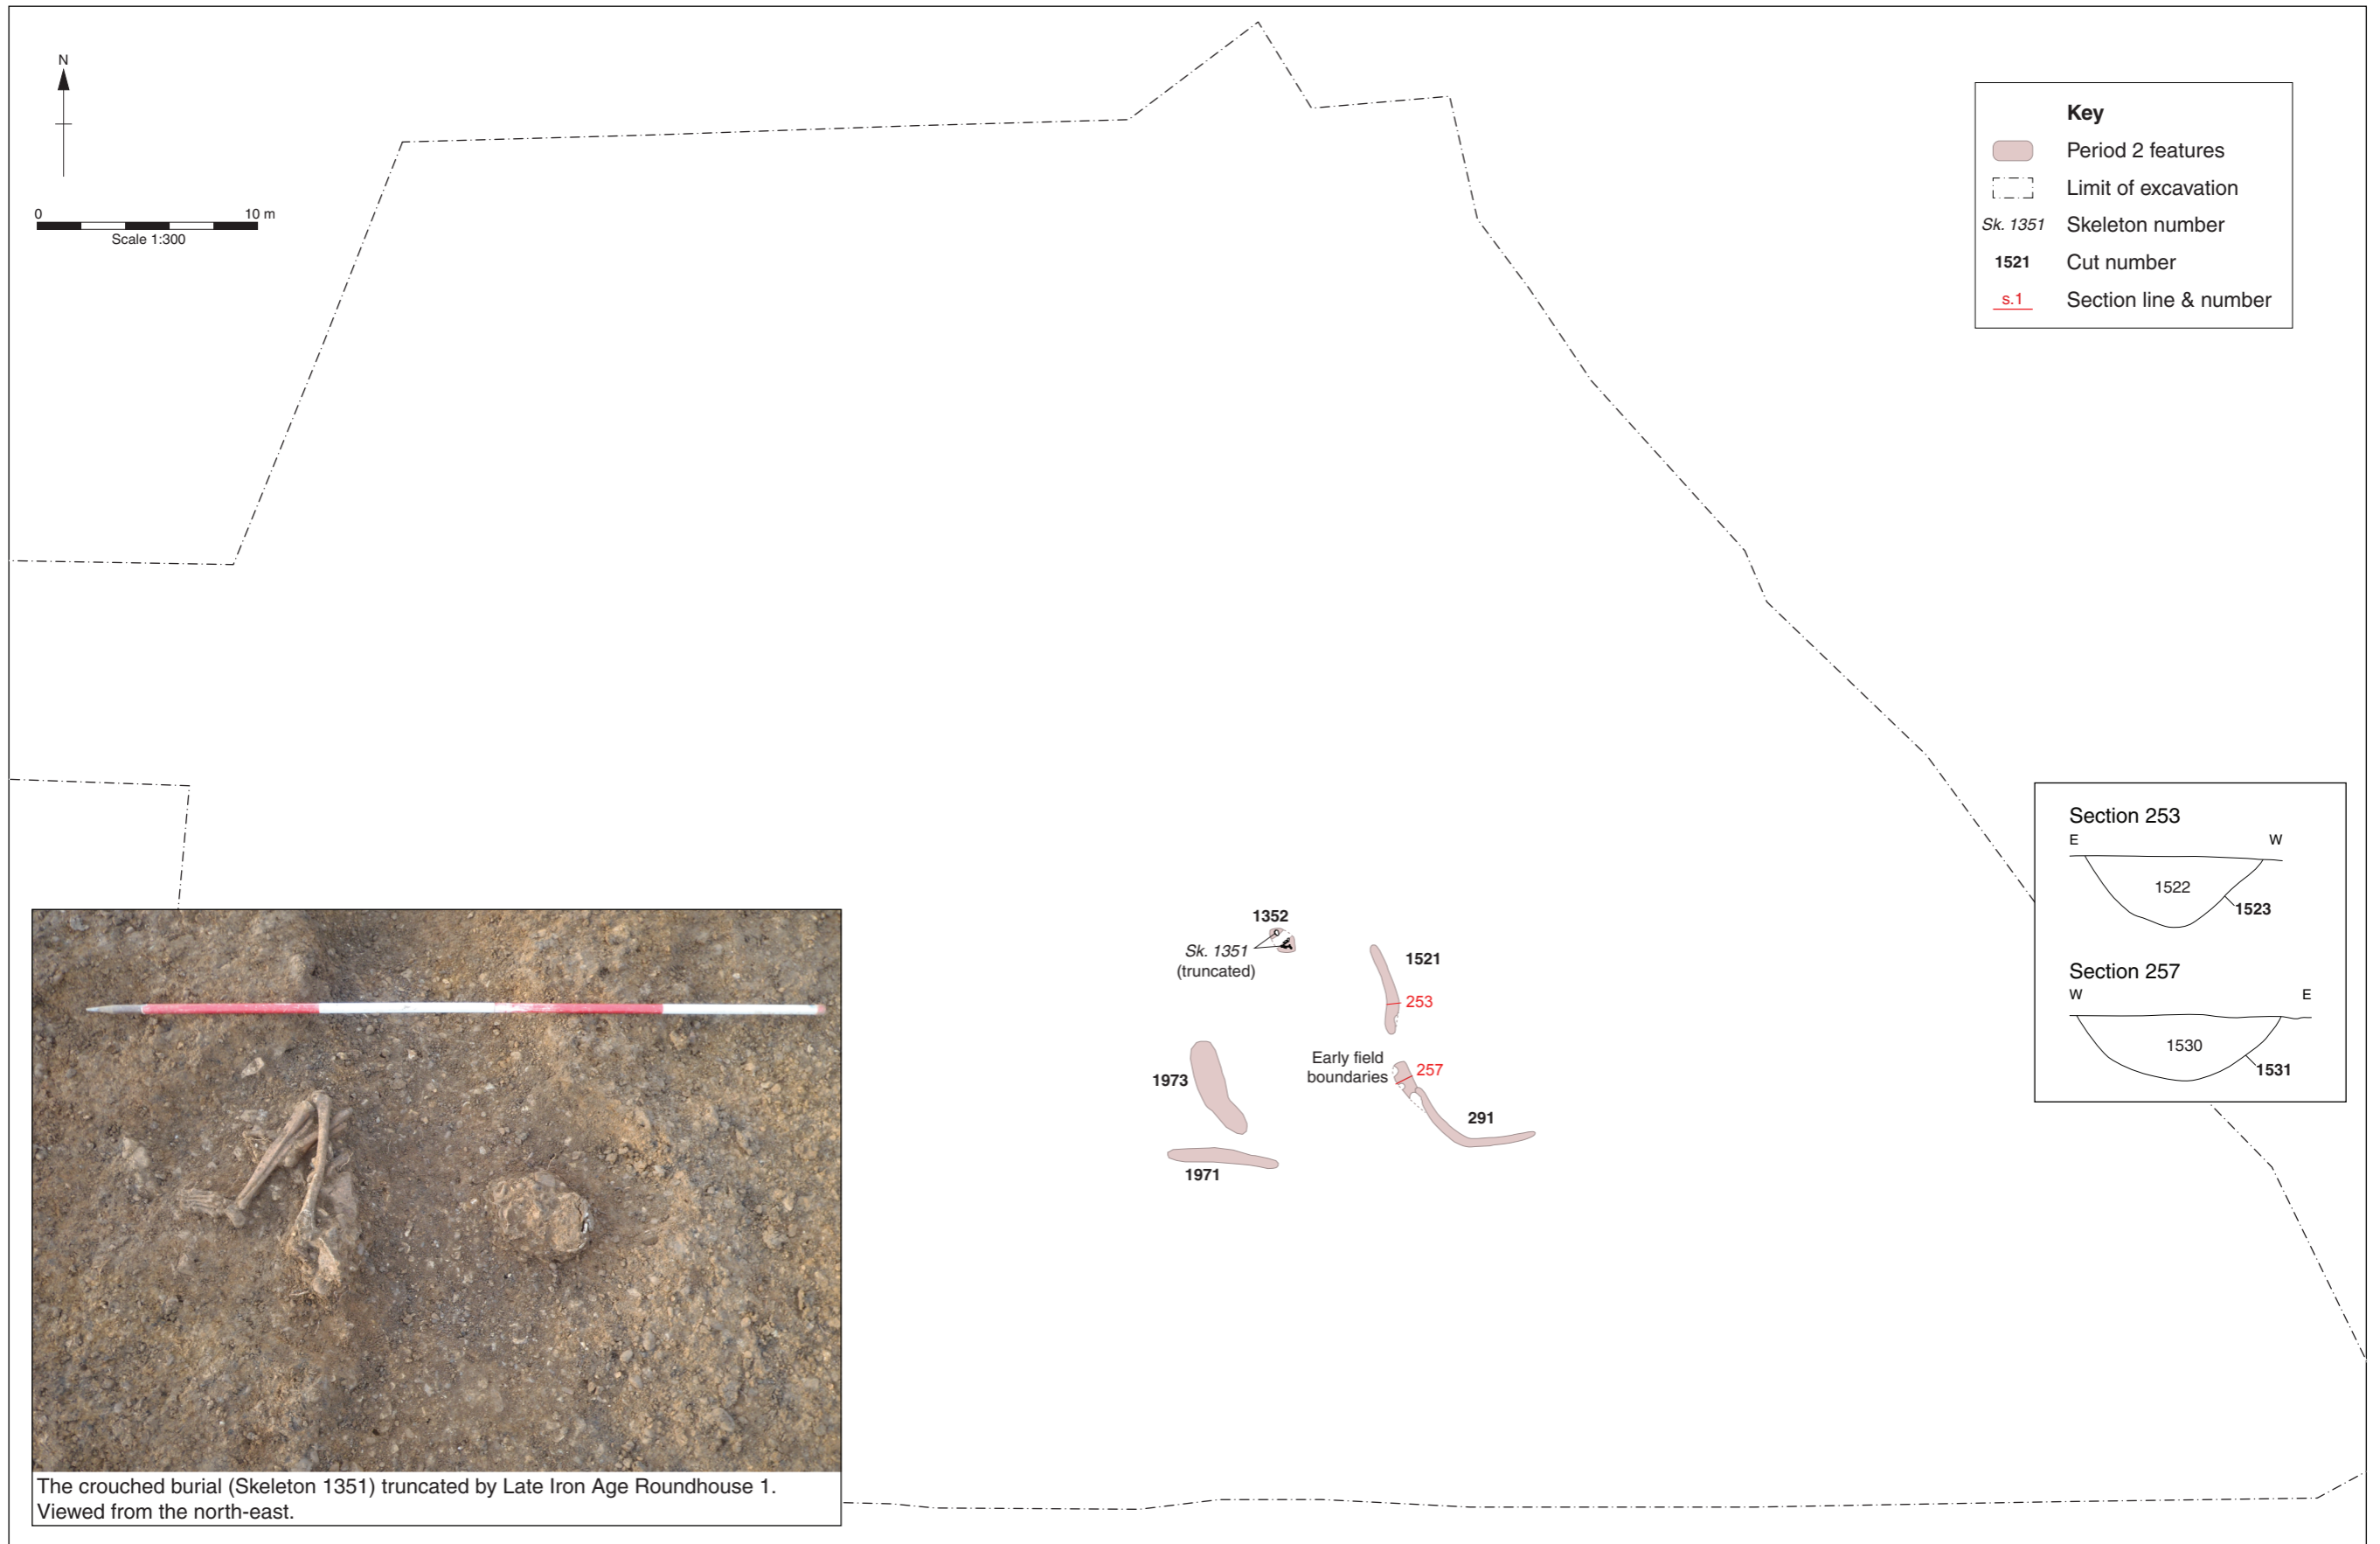 N
0 10 m
Scale 1:300
Key
Period 2 features
Limit of excavation
Sk. 1351 Skeleton number
1521 Cut number
s.1 Section line & number
1352
Sk. 1351
(truncated)
1521
253
Early field
boundaries
257
1973
291
1971
Section 253
E W
1522
1523
Section 257
W E
1530
1531
The crouched burial (Skeleton 1351) truncated by Late Iron Age Roundhouse 1.
Viewed from the north-east.